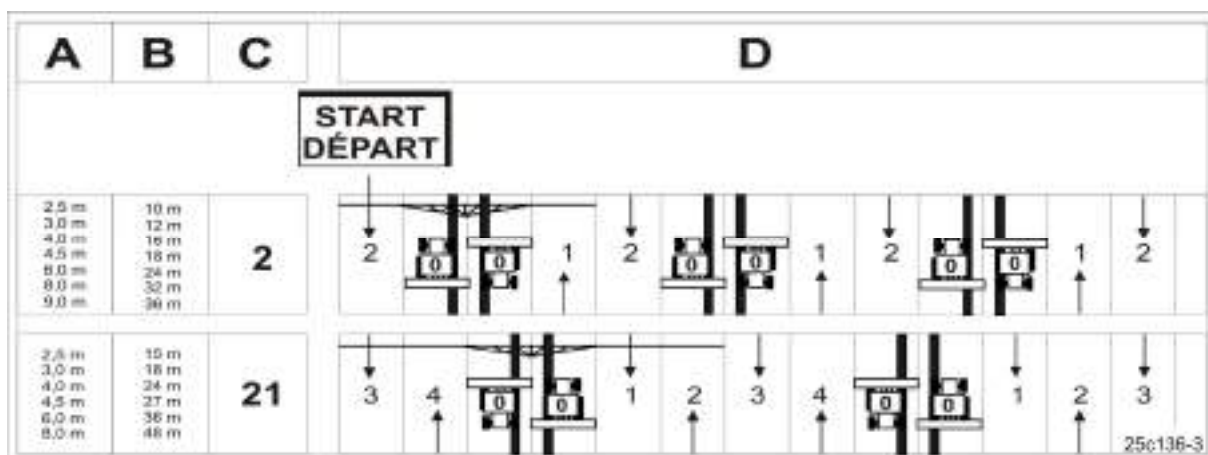 A B C D
START
DÉPART
2,5 m 10 m
3,0 m 12 m
4,0 m 16 m
4,5 m 18 m
6,0 m 24 m
8,0 m 32 m
9,0 m 36 m
2
2 0 0 1 2 0 0 1 2 0 0 1 2
2,5 m 15 m
3,0 m 18 m
4,0 m 24 m
4,5 m 27 m
6,0 m 36 m
8,0 m 48 m
21
3 4 0 0 1 2 3 4 0 0 1 2 3
25c136-3